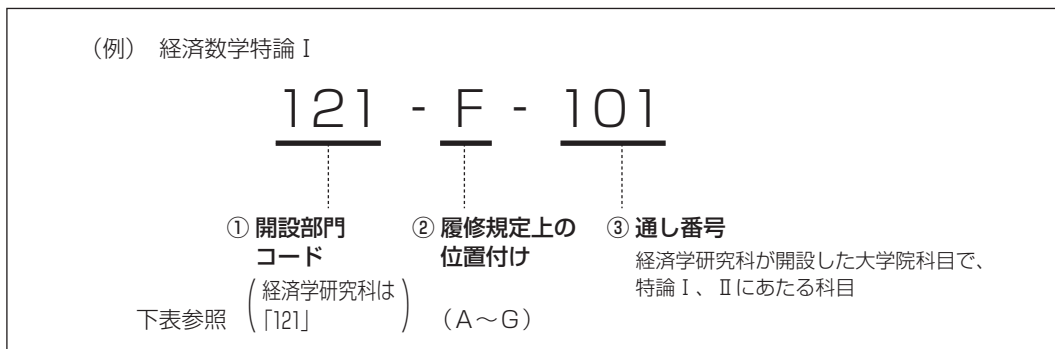 （例） 経済数学特論Ⅰ
121 - F - 101
① 開設部門
コード
② 履修規定上の
位置付け
③ 通し番号
経済学研究科が開設した大学院科目で、
特論Ⅰ、Ⅱにあたる科目
下表参照 （経済学研究科は
「121」） （A～G）